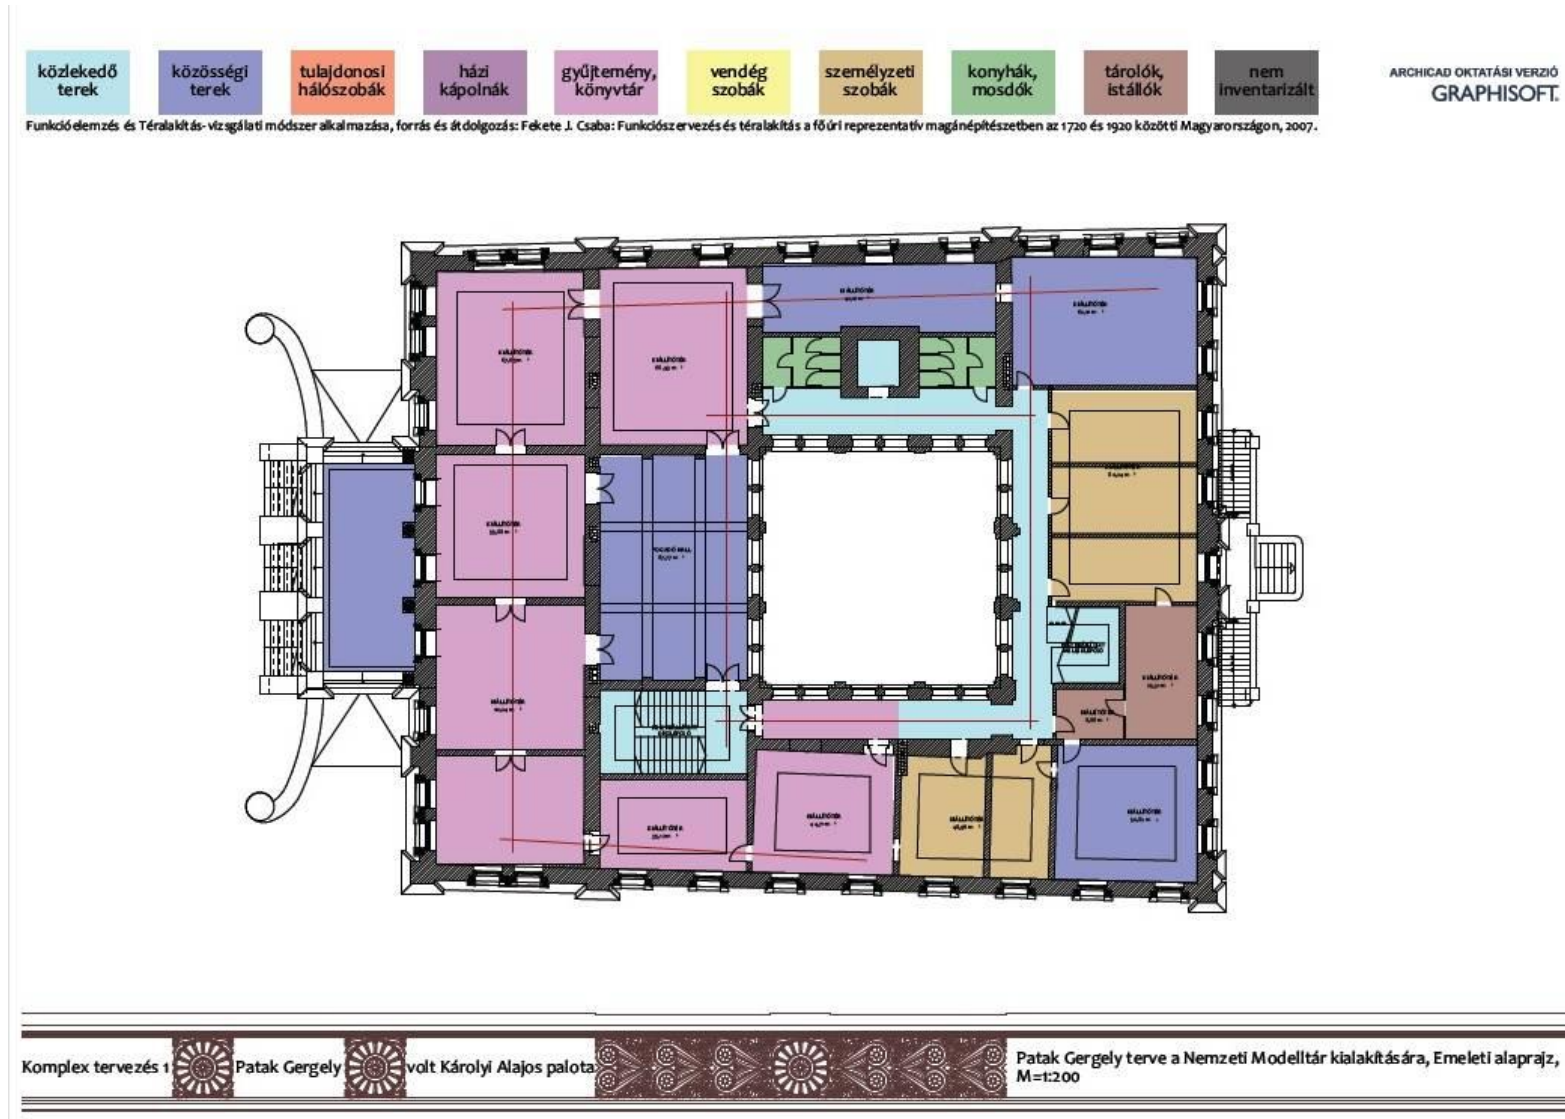 közlekedő
terek
közösségi
terek
tulajdonosi
hálószobák
házi
kápolnák
gyűjtemény,
könyvtár
vendég
szobák
személyzeti
szobák
konyhák,
mosdók
tárolók,
istállók
nem
inventarizált
ARCHICAD OKTATÁSI VERZIÓ
GRAPHISOFT.
Funkcióelemzés és Téralakítás-vizsgálati módszer alkalmazása, forrás és átdolgozás: Fekete J. Csaba: Funkciószervezés és téralakítás a főúri reprezentatív magánépítészetben az 1720 és 1920 közötti Magyarországon, 2007.
Komplex tervezés 1
Patak Gergely
volt Károlyi Alajos palota
Patak Gergely terve a Nemzeti Modelltár kialakítására, Emeleti alaprajz,
M=1:200